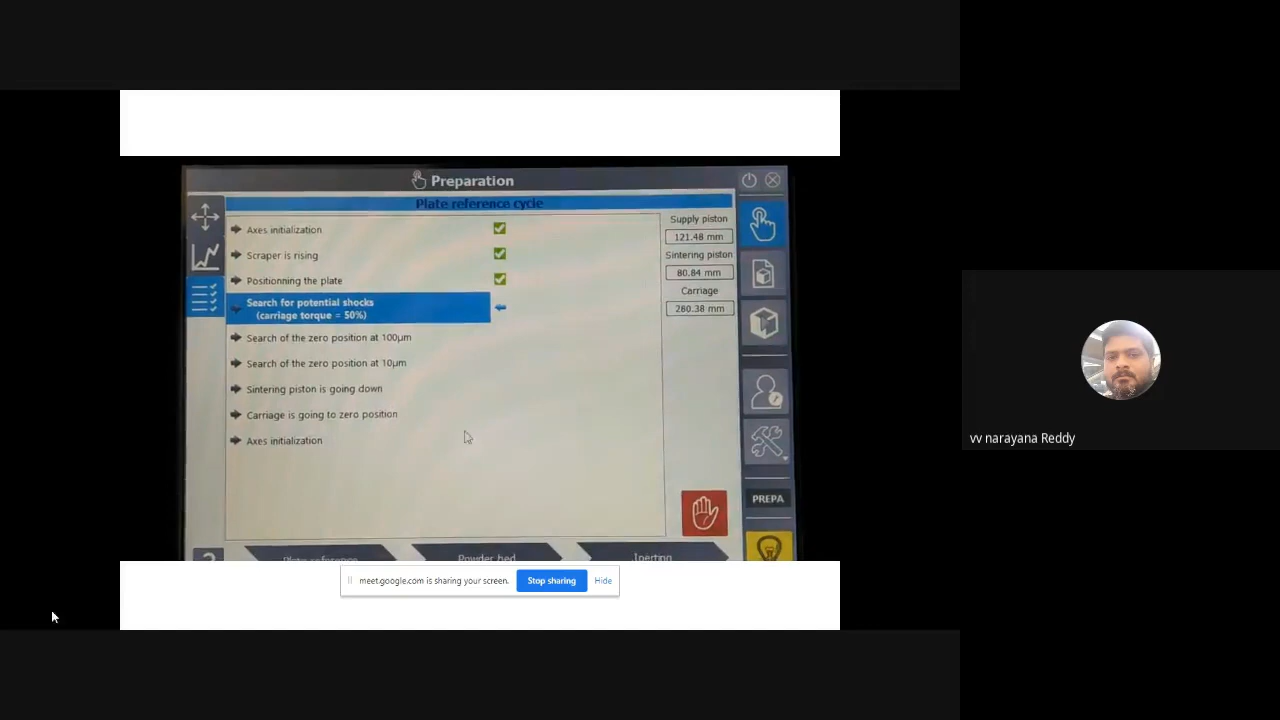 Preparation
Plate reference cycle
Axes initialization
Scraper is rising
Positionning the plate
Search for potential shocks
(carriage torque = 50%)
Search of the zero position at 100µm
Search of the zero position at 10µm
Sintering piston is going down
Carriage is going to zero position
Axes initialization
Supply piston
121.48 mm
Sintering piston
80.84 mm
Carriage
280.38 mm
PREPA
?
Plate reference
Powder bed
Inerting
meet.google.com is sharing your screen.
Stop sharing
Hide
vv narayana Reddy